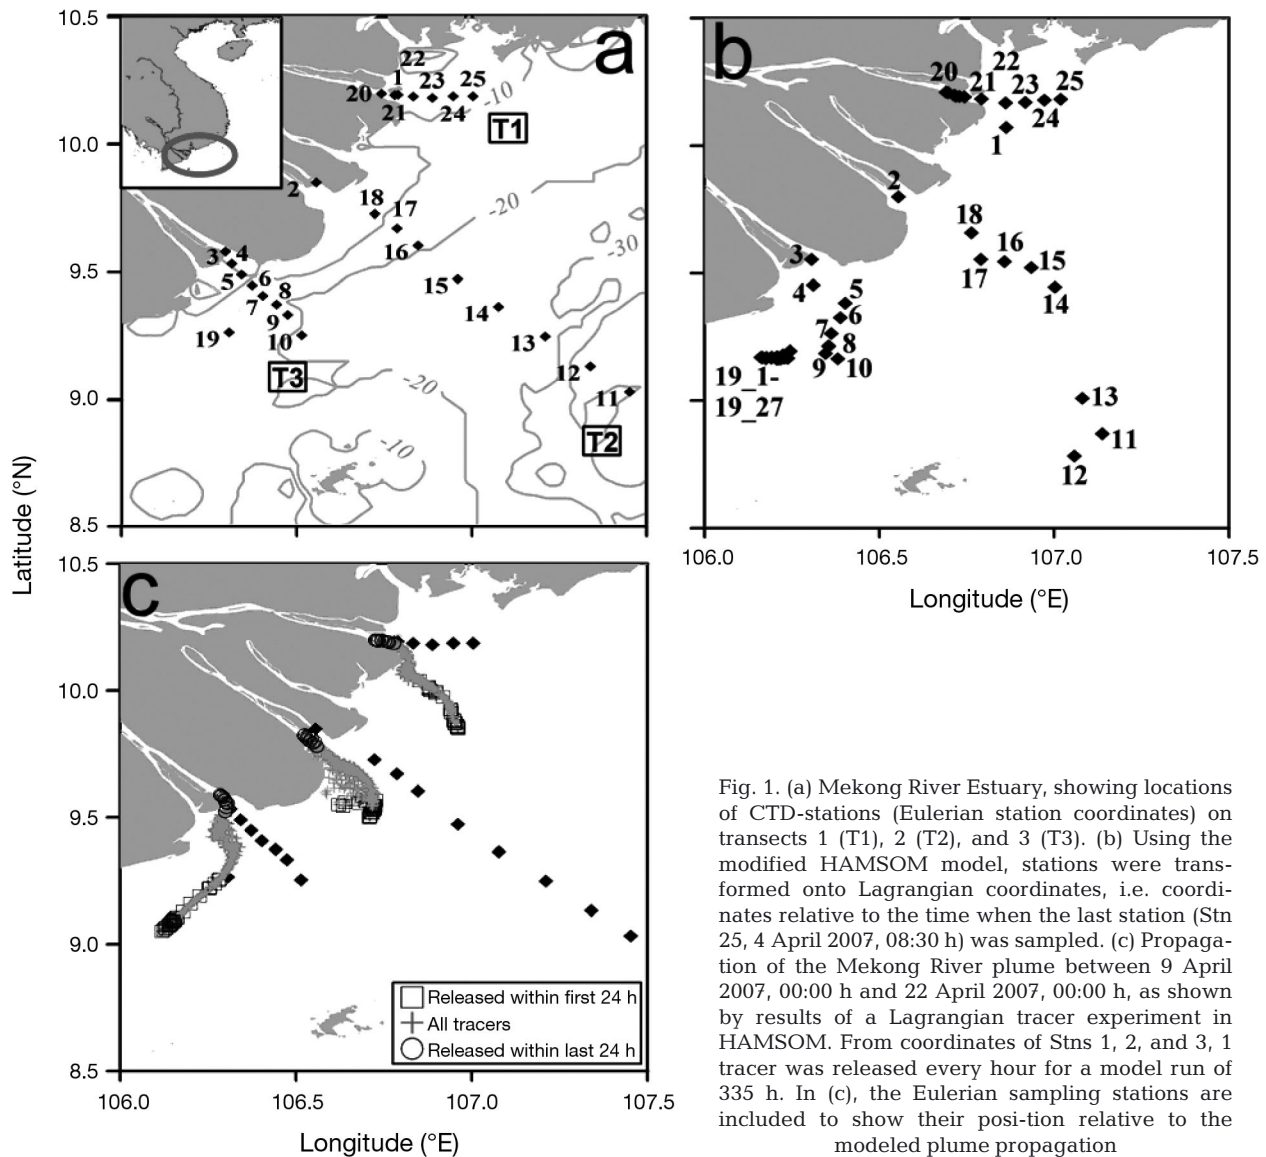 10.5
10.0
9.5
9.0
8.5
Latitude (°N)
a
22
1
23
25
20
21
24
-10
T1
2
18
17
-20
16
-30
3
4
5
6
15
7
8
14
9
19
10
13
T3
-20
12
11
-10
T2
b
22
20
21
23
25
24
1
2
18
16
3
17
15
4
5
14
6
7
8
19_1-
9
10
19_27
13
11
12
106.0
106.5
107.0
107.5
Longitude (°E)
c
10.5
10.0
9.5
9.0
8.5
Released within first 24 h
All tracers
Released within last 24 h
106.0
106.5
107.0
107.5
Longitude (°E)
Fig. 1. (a) Mekong River Estuary, showing locations
of CTD-stations (Eulerian station coordinates) on
transects 1 (T1), 2 (T2), and 3 (T3). (b) Using the
modified HAMSOM model, stations were trans-
formed onto Lagrangian coordinates, i.e. coordi-
nates relative to the time when the last station (Stn
25, 4 April 2007, 08:30 h) was sampled. (c) Propaga-
tion of the Mekong River plume between 9 April
2007, 00:00 h and 22 April 2007, 00:00 h, as shown
by results of a Lagrangian tracer experiment in
HAMSOM. From coordinates of Stns 1, 2, and 3, 1
tracer was released every hour for a model run of
335 h. In (c), the Eulerian sampling stations are
included to show their posi-tion relative to the
modeled plume propagation